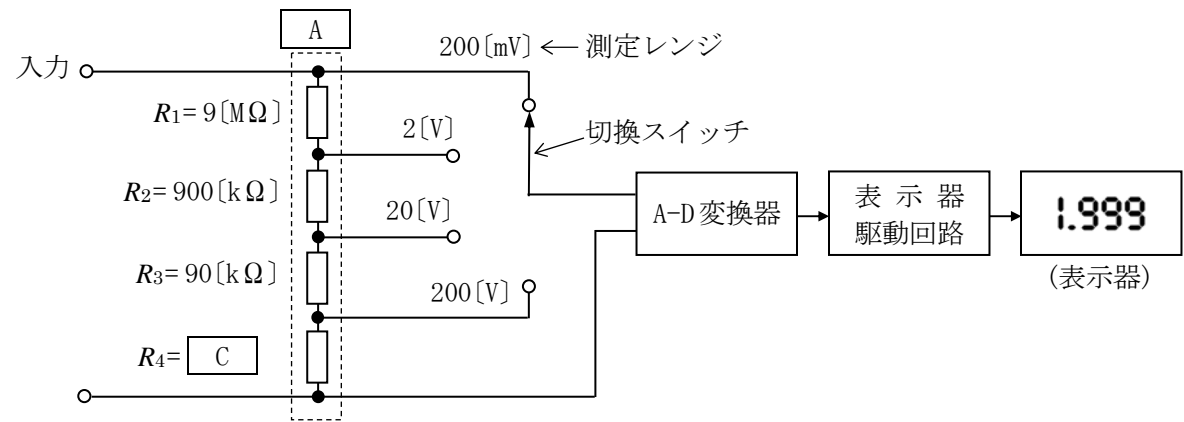 A
200〔mV〕 測定レンジ
入力
R1= 9〔MΩ〕
2〔V〕
切換スイッチ
R2= 900〔kΩ〕
20〔V〕
A-D変換器
表 示 器
駆動回路
1.999
(表示器)
R3= 90〔kΩ〕
200〔V〕
R4= C